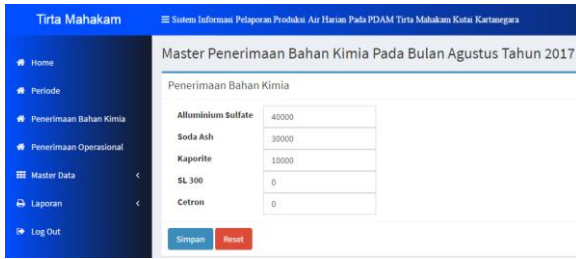 Tirta Mahakam
Sistem Informasi Pelaporan Produksi Air Harian Pada PDAM Tirta Mahakam Kutai Kartanegara
Home
Periode
Penerimaan Bahan Kimia
Penerimaan Operasional
Master Data
Laporan
Log Out
Master Penerimaan Bahan Kimia Pada Bulan Agustus Tahun 2017
Penerimaan Bahan Kimia
Alluminium Sulfate 40000
Soda Ash 30000
Kaporite 10000
SL 300 0
Cetron 0
Simpan Reset